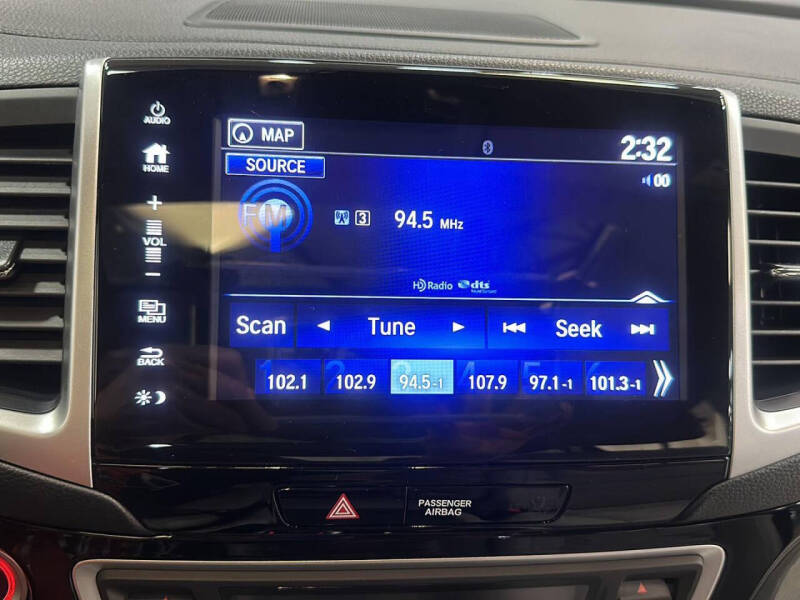 AUDIO
MAP
2:32
HOME
SOURCE
00
FM
3
94.5 MHz
+
VOL
−
HD Radio dts
MENU
Scan Tune Seek
BACK
102.1 102.9 94.5-1 107.9 97.1-1 101.3-1
PASSENGER
AIRBAG